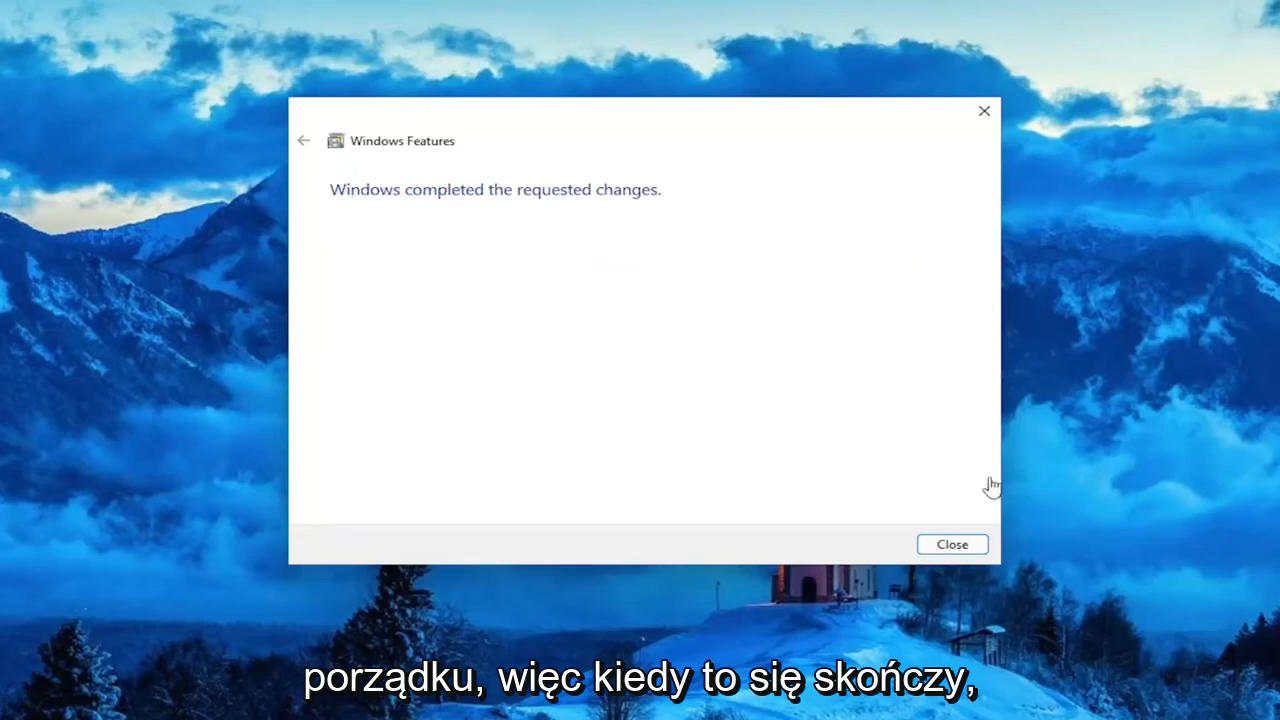 Windows Features
Windows completed the requested changes.
Close
porządku, więc kiedy to się skończy,